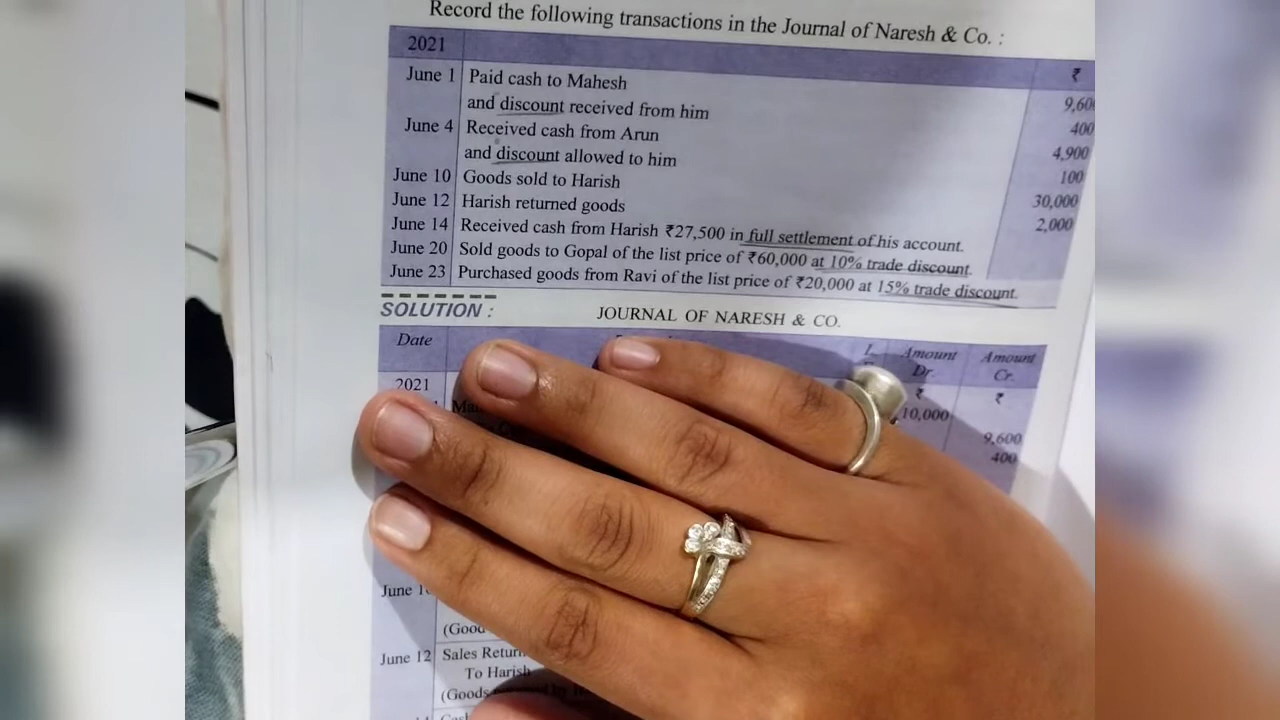 Record the following transactions in the Journal of Naresh & Co. :
2021 ₹
June 1 Paid cash to Mahesh 9,60
and discount received from him 400
June 4 Received cash from Arun 4,900
and discount allowed to him 100
June 10 Goods sold to Harish 30,000
June 12 Harish returned goods 2,000
June 14 Received cash from Harish ₹27,500 in full settlement of his account.
June 20 Sold goods to Gopal of the list price of ₹60,000 at 10% trade discount.
June 23 Purchased goods from Ravi of the list price of ₹20,000 at 15% trade discount.
SOLUTION :
JOURNAL OF NARESH & CO.
Date L. Amount Amount
Dr. Cr.
2021 ₹ ₹
10,000
9,600
400
June
(Good
June 12 Sales Return
To Harish
(Goods